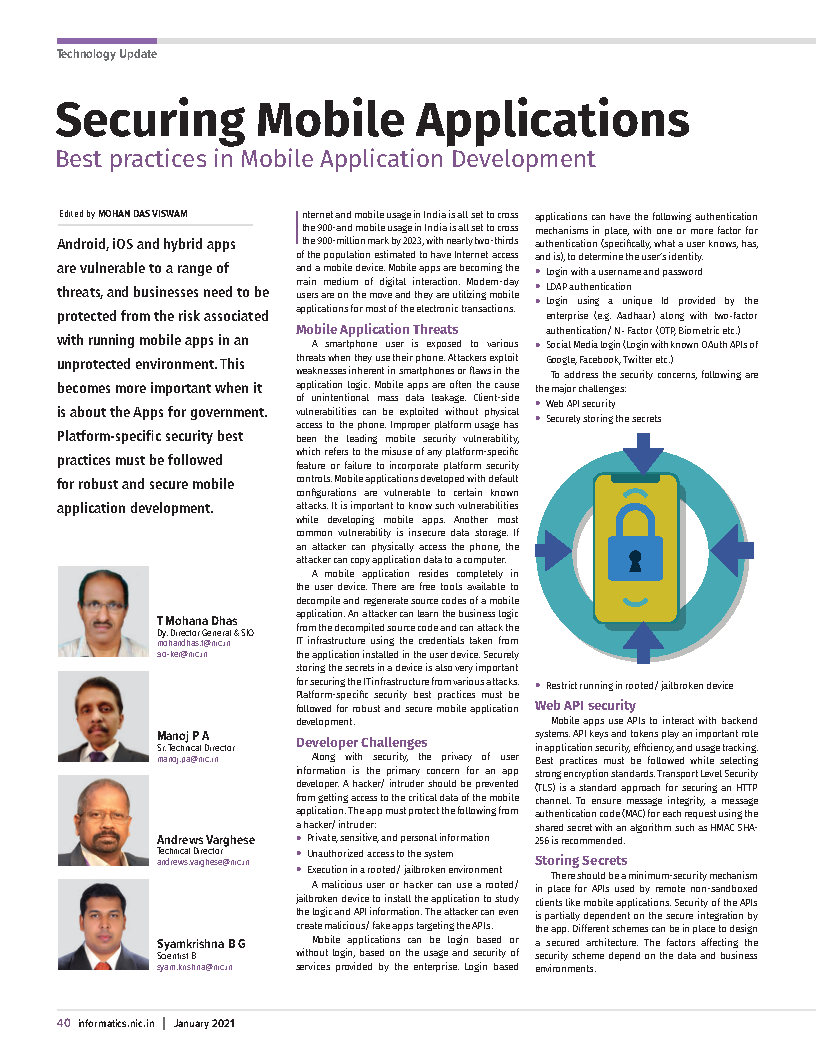 Technology Update
Securing Mobile Applications
Best practices in Mobile Application Development
Edited by MOHAN DAS VISWAM
Android, iOS and hybrid apps
are vulnerable to a range of
threats, and businesses need to be
protected from the risk associated
with running mobile apps in an
unprotected environment. This
becomes more important when it
is about the Apps for government.
Platform-specific security best
practices must be followed
for robust and secure mobile
application development.
T Mohana Dhas
Dy. Director General & SIO
mohandhas.t@nic.in
sio-ker@nic.in
Manoj P A
Sr. Technical Director
manoj.pa@nic.in
Andrews Varghese
Technical Director
andrews.varghese@nic.in
Syamkrishna B G
Scientist B
syam.krishna@nic.in
Internet and mobile usage in India is all set to cross
the 900-and mobile usage in India is all set to cross
the 900-million mark by 2023, with nearly two-thirds
of the population estimated to have Internet access
and a mobile device. Mobile apps are becoming the
main medium of digital interaction. Modern-day
users are on the move and they are utilizing mobile
applications for most of the electronic transactions.
Mobile Application Threats
A smartphone user is exposed to various
threats when they use their phone. Attackers exploit
weaknesses inherent in smartphones or flaws in the
application logic. Mobile apps are often the cause
of unintentional mass data leakage. Client-side
vulnerabilities can be exploited without physical
access to the phone. Improper platform usage has
been the leading mobile security vulnerability,
which refers to the misuse of any platform-specific
feature or failure to incorporate platform security
controls. Mobile applications developed with default
configurations are vulnerable to certain known
attacks. It is important to know such vulnerabilities
while developing mobile apps. Another most
common vulnerability is insecure data storage. If
an attacker can physically access the phone, the
attacker can copy application data to a computer.
A mobile application resides completely in
the user device. There are free tools available to
decompile and regenerate source codes of a mobile
application. An attacker can learn the business logic
from the decompiled source code and can attack the
IT infrastructure using the credentials taken from
the application installed in the user device. Securely
storing the secrets in a device is also very important
for securing the IT infrastructure from various attacks.
Platform-specific security best practices must be
followed for robust and secure mobile application
development.
Developer Challenges
Along with security, the privacy of user
information is the primary concern for an app
developer. A hacker/ intruder should be prevented
from getting access to the critical data of the mobile
application. The app must protect the following from
a hacker/ intruder:
• Private, sensitive, and personal information
• Unauthorized access to the system
• Execution in a rooted/ jailbroken environment
A malicious user or hacker can use a rooted/
jailbroken device to install the application to study
the logic and API information. The attacker can even
create malicious/ fake apps targeting the APIs.
Mobile applications can be login based or
without login, based on the usage and security of
services provided by the enterprise. Login based
applications can have the following authentication
mechanisms in place, with one or more factor for
authentication (specifically, what a user knows, has,
and is), to determine the user's identity.
• Login with a username and password
• LDAP authentication
• Login using a unique Id provided by the
enterprise (e.g. Aadhaar) along with two-factor
authentication/ N- Factor (OTP, Biometric etc.)
• Social Media login (Login with known OAuth APIs of
Google, Facebook, Twitter etc.)
To address the security concerns, following are
the major challenges:
• Web API security
• Securely storing the secrets
• Restrict running in rooted/ jailbroken device
Web API security
Mobile apps use APIs to interact with backend
systems. API keys and tokens play an important role
in application security, efficiency, and usage tracking.
Best practices must be followed while selecting
strong encryption standards. Transport Level Security
(TLS) is a standard approach for securing an HTTP
channel. To ensure message integrity, a message
authentication code (MAC) for each request using the
shared secret with an algorithm such as HMAC SHA-
256 is recommended.
Storing Secrets
There should be a minimum-security mechanism
in place for APIs used by remote non-sandboxed
clients like mobile applications. Security of the APIs
is partially dependent on the secure integration by
the app. Different schemes can be in place to design
a secured architecture. The factors affecting the
security scheme depend on the data and business
environments.
40 informatics.nic.in | January 2021